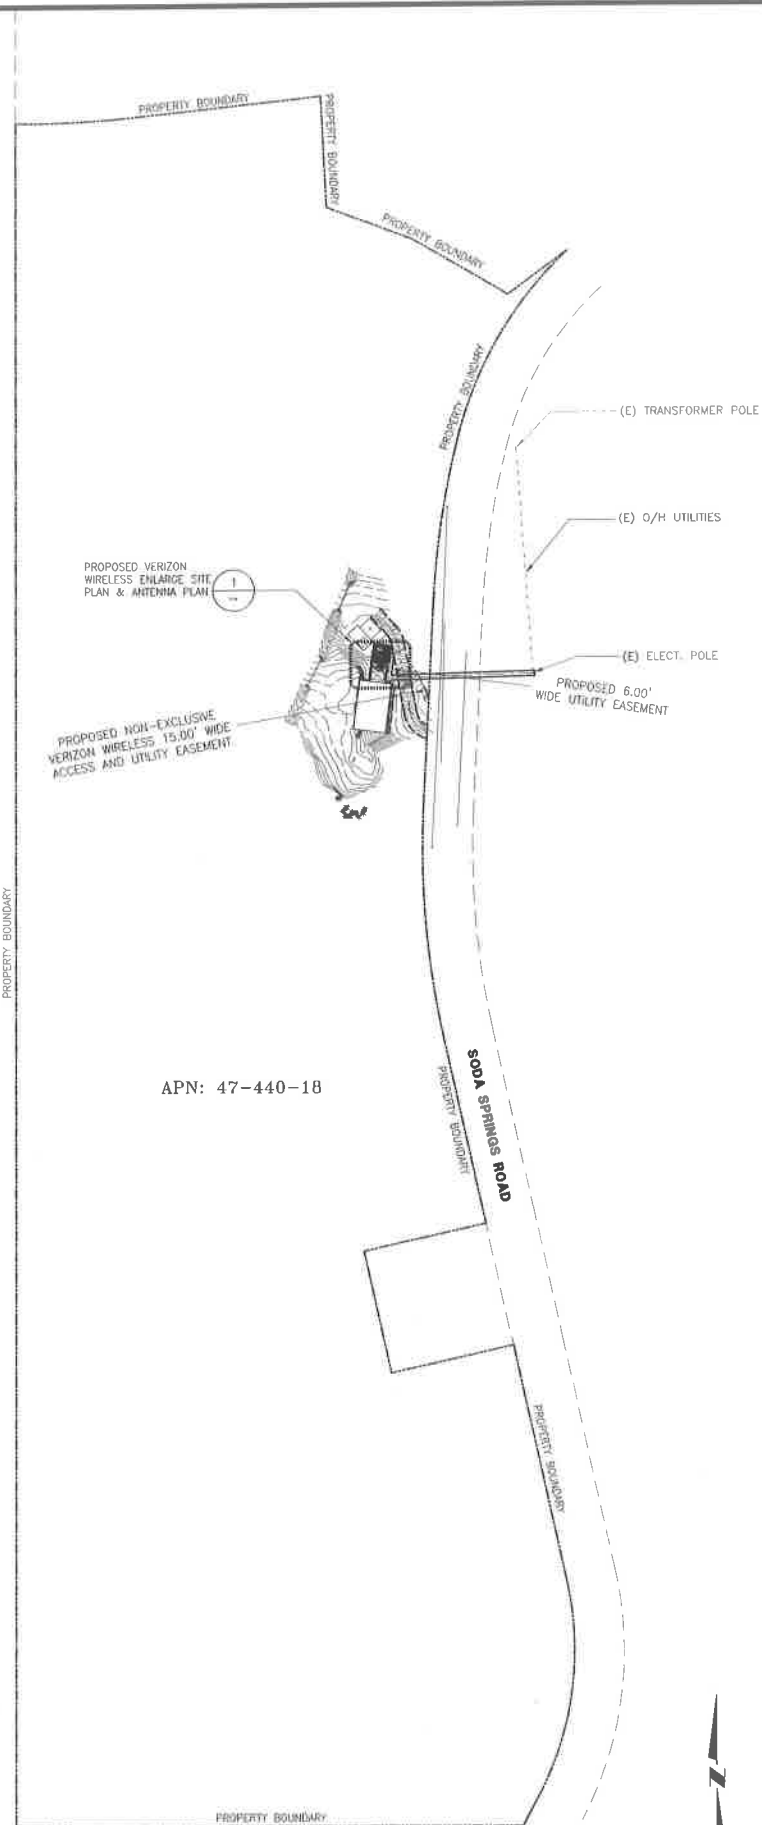 PROPERTY BOUNDARY
PROPERTY BOUNDARY
PROPERTY BOUNDARY
PROPERTY BOUNDARY
(E) TRANSFORMER POLE
(E) O/H UTILITIES
PROPOSED VERIZON
WIRELESS ENLARGE SITE
PLAN & ANTENNA PLAN
1
(E) ELECT. POLE
PROPOSED 6.00'
WIDE UTILITY EASEMENT
PROPOSED NON-EXCLUSIVE
VERIZON WIRELESS 15.00' WIDE
ACCESS AND UTILITY EASEMENT
PROPERTY BOUNDARY
APN: 47-440-18
PROPERTY BOUNDARY
SODA SPRINGS ROAD
PROPERTY BOUNDARY
Z
PROPERTY BOUNDARY